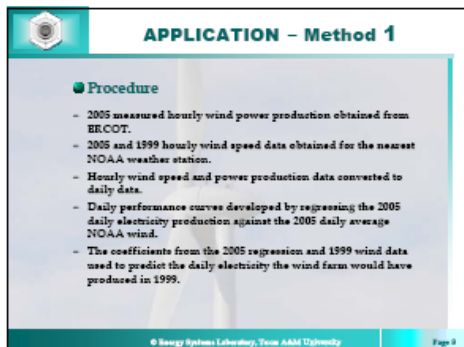 APPLICATION – Method 1
Procedure
– 2005 measured hourly wind power production obtained from
ERCOT.
– 2005 and 1999 hourly wind speed data obtained for the nearest
NOAA weather station.
– Hourly wind speed and power production data converted to
daily data.
– Daily performance curves developed by regressing the 2005
daily electricity production against the 2005 daily average
NOAA wind.
– The coefficients from the 2005 regression and 1999 wind data
used to predict the daily electricity the wind farm would have
produced in 1999.
© Energy Systems Laboratory, Texas A&M University
Page 9